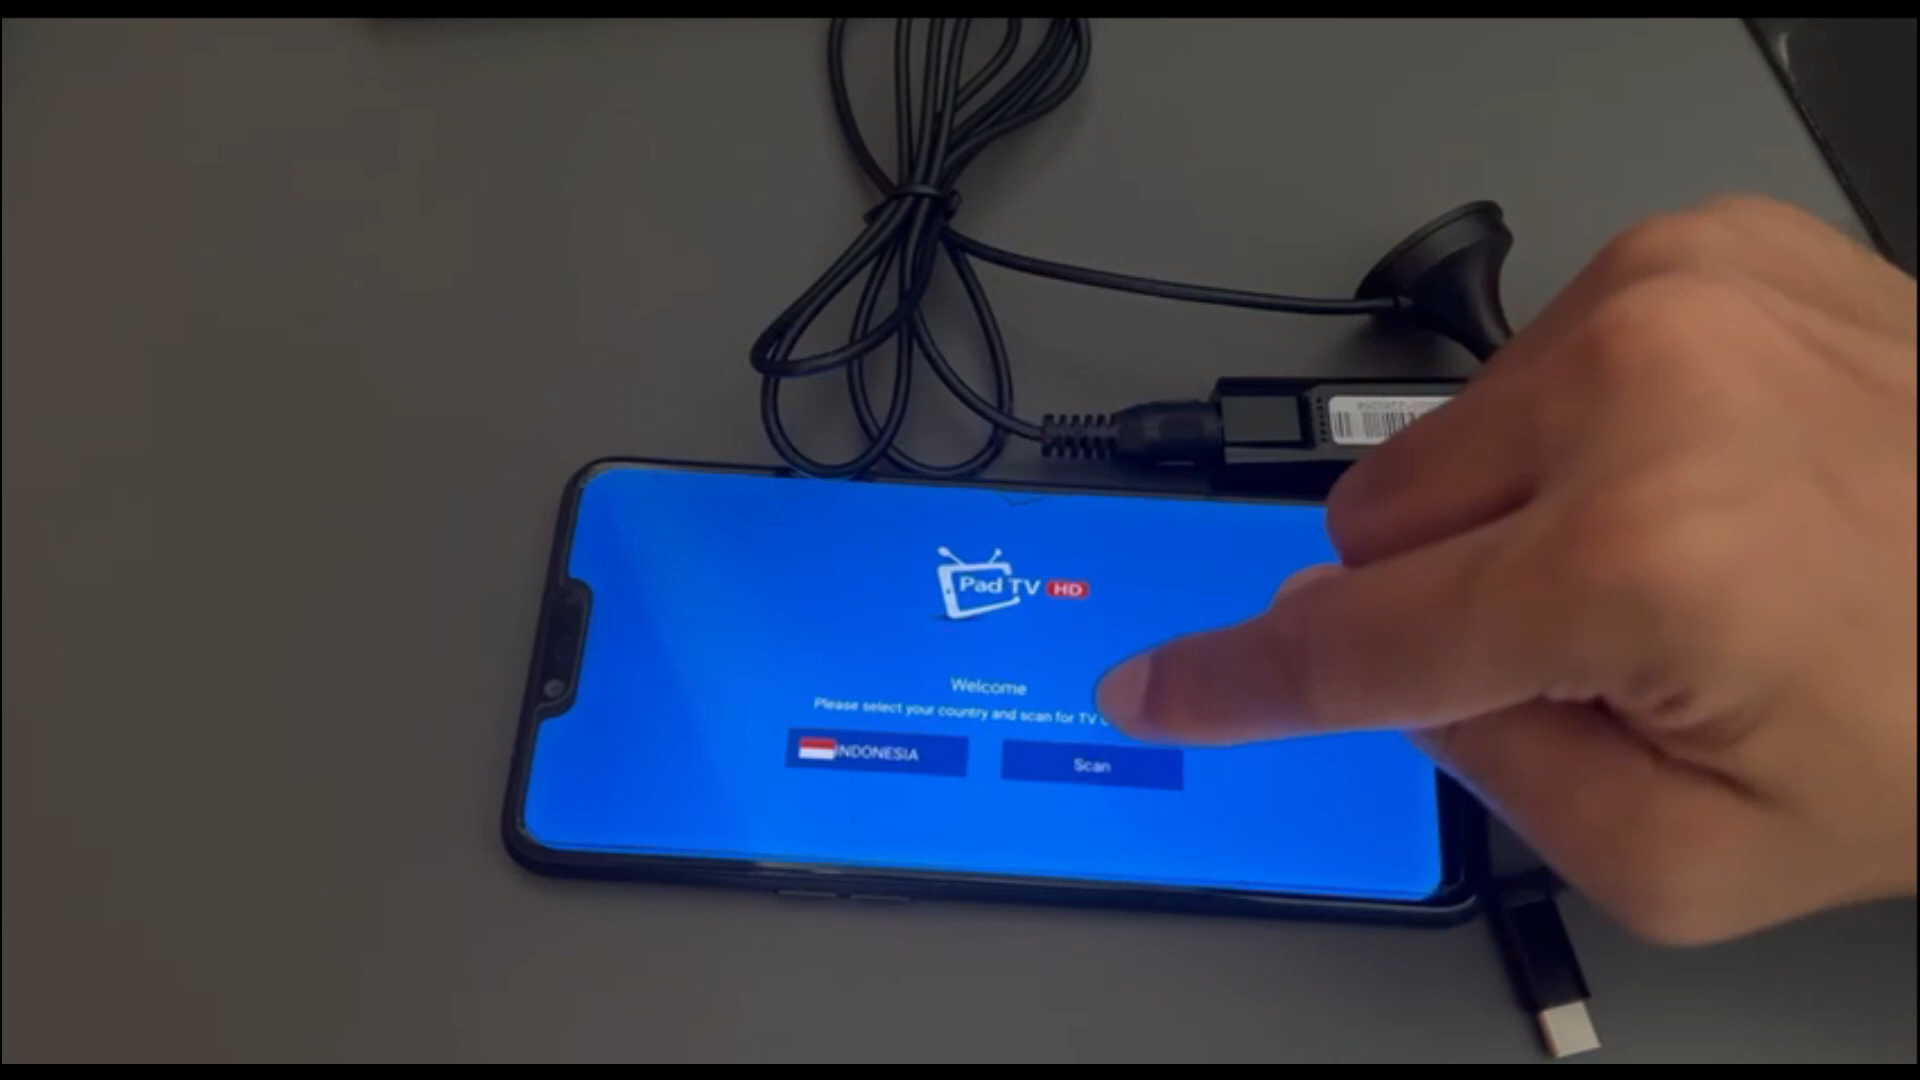 Pad TV HD
Welcome
Please select your country and scan for TV
INDONESIA
Scan